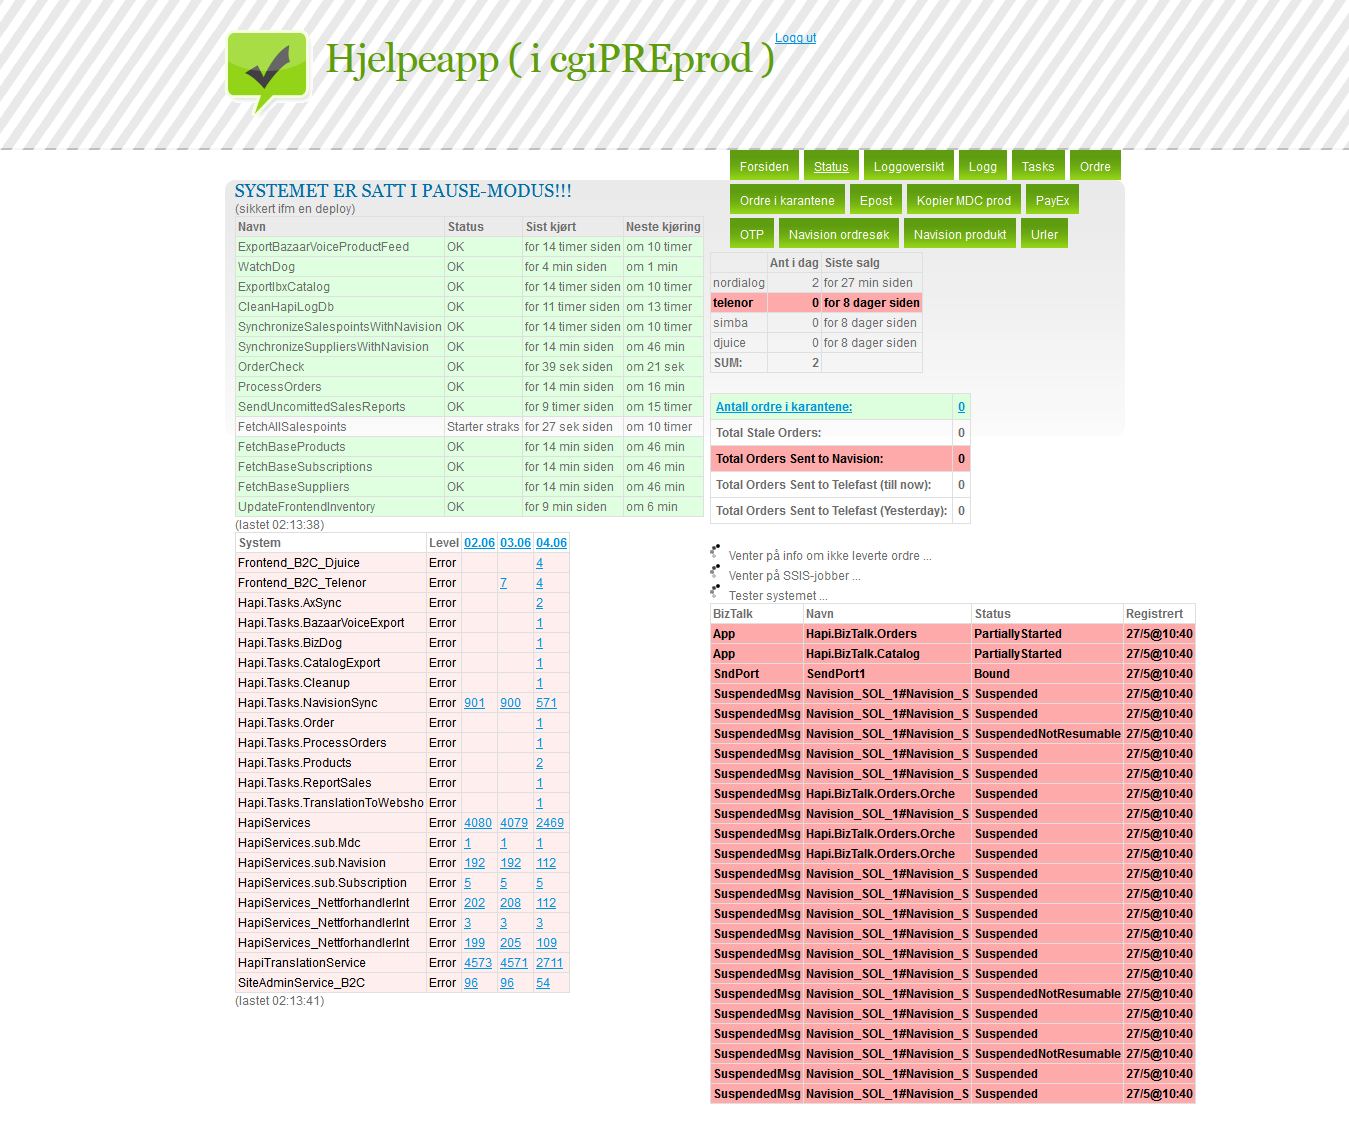 Hjelpeapp ( i cgiPREprod )
Logg ut
Forsiden Status Loggoversikt Logg Tasks Ordre
Ordre i karantene Epost Kopier MDC prod PayEx
OTP Navision ordresøk Navision produkt Urler
SYSTEMET ER SATT I PAUSE-MODUS!!!
(sikkert ifm en deploy)
Navn Status Sist kjørt Neste kjøring
ExportBazaarVoiceProductFeed OK for 14 timer siden om 10 timer
WatchDog OK for 4 min siden om 1 min
ExportIbxCatalog OK for 14 timer siden om 10 timer
CleanHapiLogDb OK for 11 timer siden om 13 timer
SynchronizeSalespointsWithNavision OK for 14 timer siden om 10 timer
SynchronizeSuppliersWithNavision OK for 14 min siden om 46 min
OrderCheck OK for 39 sek siden om 21 sek
ProcessOrders OK for 14 min siden om 16 min
SendUncomittedSalesReports OK for 9 timer siden om 15 timer
FetchAllSalespoints Starter straks for 27 sek siden om 10 timer
FetchBaseProducts OK for 14 min siden om 46 min
FetchBaseSubscriptions OK for 14 min siden om 46 min
FetchBaseSuppliers OK for 14 min siden om 46 min
UpdateFrontendInventory OK for 9 min siden om 6 min
(lastet 02:13:38)
System Level 02.06 03.06 04.06
Frontend_B2C_Djuice Error 4
Frontend_B2C_Telenor Error 7 4
Hapi.Tasks.AxSync Error 2
Hapi.Tasks.BazaarVoiceExport Error 1
Hapi.Tasks.BizDog Error 1
Hapi.Tasks.CatalogExport Error 1
Hapi.Tasks.Cleanup Error 1
Hapi.Tasks.NavisionSync Error 901 900 571
Hapi.Tasks.Order Error 1
Hapi.Tasks.ProcessOrders Error 1
Hapi.Tasks.Products Error 2
Hapi.Tasks.ReportSales Error 1
Hapi.Tasks.TranslationToWebsho Error 1
HapiServices Error 4080 4079 2469
HapiServices.sub.Mdc Error 1 1 1
HapiServices.sub.Navision Error 192 192 112
HapiServices.sub.Subscription Error 5 5 5
HapiServices_NettforhandlerInt Error 202 208 112
HapiServices_NettforhandlerInt Error 3 3 3
HapiServices_NettforhandlerInt Error 199 205 109
HapiTranslationService Error 4573 4571 2711
SiteAdminService_B2C Error 96 96 54
(lastet 02:13:41)
Ant i dag Siste salg
nordialog 2 for 27 min siden
telenor 0 for 8 dager siden
simba 0 for 8 dager siden
djuice 0 for 8 dager siden
SUM: 2
Antall ordre i karantene: 0
Total Stale Orders: 0
Total Orders Sent to Navision: 0
Total Orders Sent to Telefast (till now): 0
Total Orders Sent to Telefast (Yesterday): 0
Venter på info om ikke leverte ordre ...
Venter på SSIS-jobber ...
Tester systemet ...
BizTalk Navn Status Registrert
App Hapi.BizTalk.Orders PartiallyStarted 27/5@10:40
App Hapi.BizTalk.Catalog PartiallyStarted 27/5@10:40
SndPort SendPort1 Bound 27/5@10:40
SuspendedMsg Navision_SOL_1#Navision_S Suspended 27/5@10:40
SuspendedMsg Navision_SOL_1#Navision_S Suspended 27/5@10:40
SuspendedMsg Navision_SOL_1#Navision_S SuspendedNotResumable 27/5@10:40
SuspendedMsg Navision_SOL_1#Navision_S Suspended 27/5@10:40
SuspendedMsg Navision_SOL_1#Navision_S Suspended 27/5@10:40
SuspendedMsg Hapi.BizTalk.Orders.Orche Suspended 27/5@10:40
SuspendedMsg Navision_SOL_1#Navision_S Suspended 27/5@10:40
SuspendedMsg Hapi.BizTalk.Orders.Orche Suspended 27/5@10:40
SuspendedMsg Hapi.BizTalk.Orders.Orche Suspended 27/5@10:40
SuspendedMsg Navision_SOL_1#Navision_S Suspended 27/5@10:40
SuspendedMsg Navision_SOL_1#Navision_S Suspended 27/5@10:40
SuspendedMsg Navision_SOL_1#Navision_S Suspended 27/5@10:40
SuspendedMsg Navision_SOL_1#Navision_S Suspended 27/5@10:40
SuspendedMsg Navision_SOL_1#Navision_S Suspended 27/5@10:40
SuspendedMsg Navision_SOL_1#Navision_S Suspended 27/5@10:40
SuspendedMsg Navision_SOL_1#Navision_S SuspendedNotResumable 27/5@10:40
SuspendedMsg Navision_SOL_1#Navision_S Suspended 27/5@10:40
SuspendedMsg Navision_SOL_1#Navision_S Suspended 27/5@10:40
SuspendedMsg Navision_SOL_1#Navision_S SuspendedNotResumable 27/5@10:40
SuspendedMsg Navision_SOL_1#Navision_S Suspended 27/5@10:40
SuspendedMsg Navision_SOL_1#Navision_S Suspended 27/5@10:40